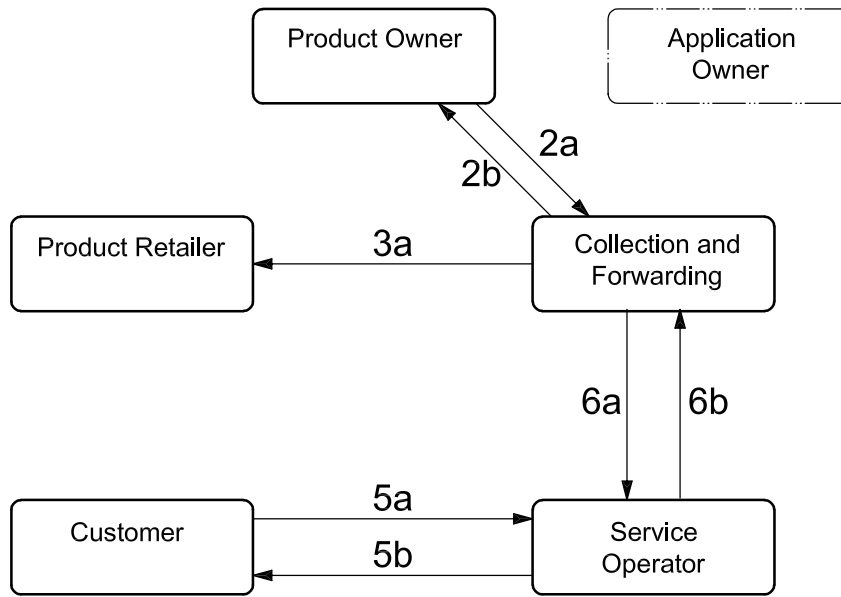 Product Owner
Application
Owner
2a
2b
Product Retailer
3a
Collection and
Forwarding
6a
6b
Customer
5a
5b
Service
Operator